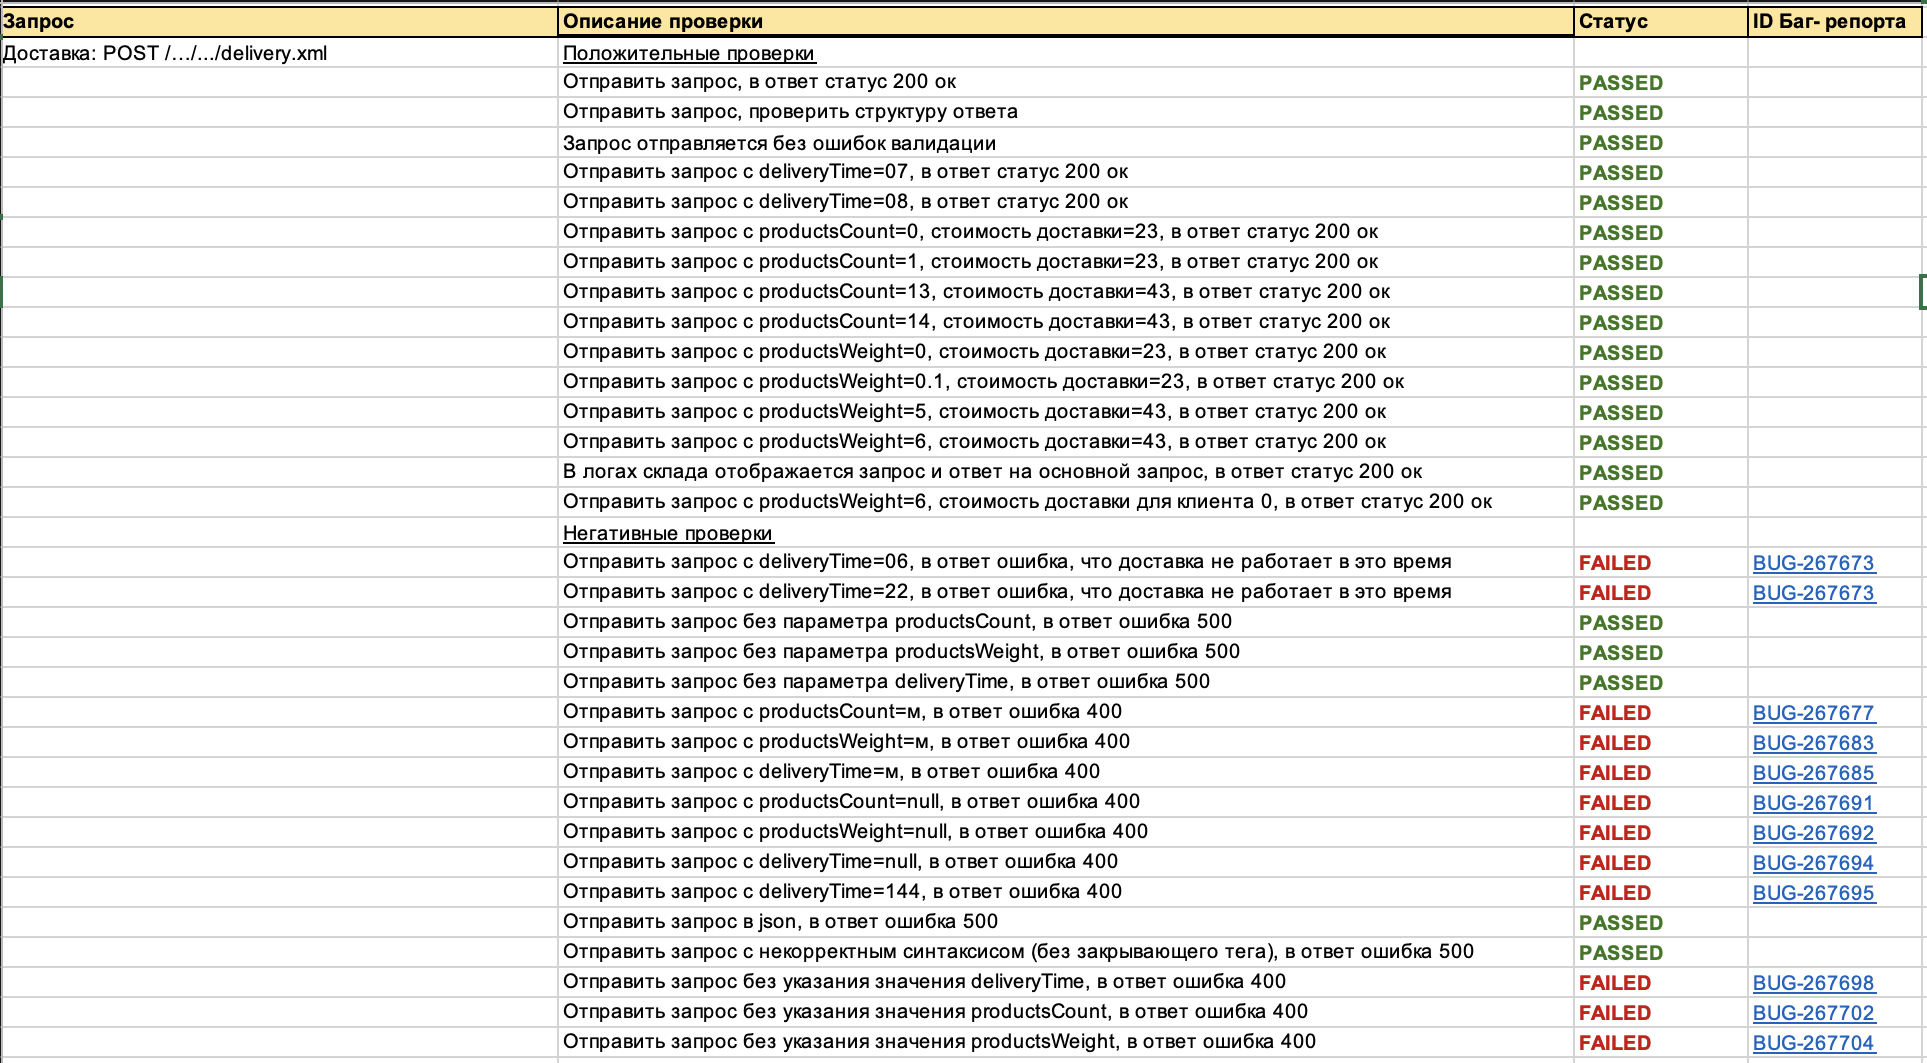 Запрос Описание проверки Статус ID Баг- репорта
Доставка: POST /.../.../delivery.xml Положительные проверки
Отправить запрос, в ответ статус 200 ок PASSED
Отправить запрос, проверить структуру ответа PASSED
Запрос отправляется без ошибок валидации PASSED
Отправить запрос с deliveryTime=07, в ответ статус 200 ок PASSED
Отправить запрос с deliveryTime=08, в ответ статус 200 ок PASSED
Отправить запрос с productsCount=0, стоимость доставки=23, в ответ статус 200 ок PASSED
Отправить запрос с productsCount=1, стоимость доставки=23, в ответ статус 200 ок PASSED
Отправить запрос с productsCount=13, стоимость доставки=43, в ответ статус 200 ок PASSED
Отправить запрос с productsCount=14, стоимость доставки=43, в ответ статус 200 ок PASSED
Отправить запрос с productsWeight=0, стоимость доставки=23, в ответ статус 200 ок PASSED
Отправить запрос с productsWeight=0.1, стоимость доставки=23, в ответ статус 200 ок PASSED
Отправить запрос с productsWeight=5, стоимость доставки=43, в ответ статус 200 ок PASSED
Отправить запрос с productsWeight=6, стоимость доставки=43, в ответ статус 200 ок PASSED
В логах склада отображается запрос и ответ на основной запрос, в ответ статус 200 ок PASSED
Отправить запрос с productsWeight=6, стоимость доставки для клиента 0, в ответ статус 200 ок PASSED
Негативные проверки
Отправить запрос с deliveryTime=06, в ответ ошибка, что доставка не работает в это время FAILED BUG-267673
Отправить запрос с deliveryTime=22, в ответ ошибка, что доставка не работает в это время FAILED BUG-267673
Отправить запрос без параметра productsCount, в ответ ошибка 500 PASSED
Отправить запрос без параметра productsWeight, в ответ ошибка 500 PASSED
Отправить запрос без параметра deliveryTime, в ответ ошибка 500 PASSED
Отправить запрос с productsCount=м, в ответ ошибка 400 FAILED BUG-267677
Отправить запрос с productsWeight=м, в ответ ошибка 400 FAILED BUG-267683
Отправить запрос с deliveryTime=м, в ответ ошибка 400 FAILED BUG-267685
Отправить запрос с productsCount=null, в ответ ошибка 400 FAILED BUG-267691
Отправить запрос с productsWeight=null, в ответ ошибка 400 FAILED BUG-267692
Отправить запрос с deliveryTime=null, в ответ ошибка 400 FAILED BUG-267694
Отправить запрос с deliveryTime=144, в ответ ошибка 400 FAILED BUG-267695
Отправить запрос в json, в ответ ошибка 500 PASSED
Отправить запрос с некорректным синтаксисом (без закрывающего тега), в ответ ошибка 500 PASSED
Отправить запрос без указания значения deliveryTime, в ответ ошибка 400 FAILED BUG-267698
Отправить запрос без указания значения productsCount, в ответ ошибка 400 FAILED BUG-267702
Отправить запрос без указания значения productsWeight, в ответ ошибка 400 FAILED BUG-267704